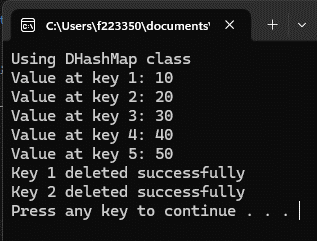 C:\Users\f223350\documents\
Using DHashMap class
Value at key 1: 10
Value at key 2: 20
Value at key 3: 30
Value at key 4: 40
Value at key 5: 50
Key 1 deleted successfully
Key 2 deleted successfully
Press any key to continue . . .